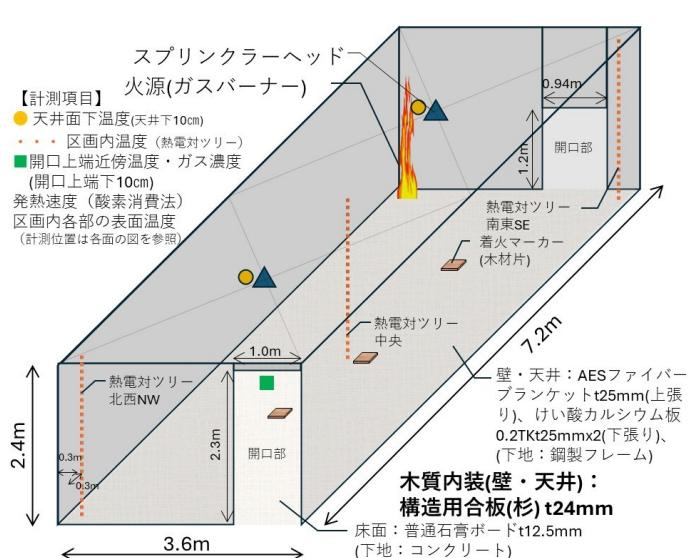 スプリンクラーヘッド
火源(ガスバーナー)
【計測項目】
天井面下温度(天井下10㎝)
区画内温度（熱電対ツリー）
開口上端近傍温度・ガス濃度
(開口上端下10㎝)
発熱速度（酸素消費法）
区画内各部の表面温度
（計測位置は各面の図を参照）
0.94m
1.2m
開口部
熱電対ツリー
南東SE
着火マーカー
(木材片)
熱電対ツリー
中央
7.2m
1.0m
熱電対ツリー
北西NW
2.4m
2.3m
開口部
0.3m
0.3m
3.6m
壁・天井：AESファイバー
ブランケットt25mm(上張
り)、けい酸カルシウム板
0.2TKt25mmx2(下張り)、
(下地：鋼製フレーム)
木質内装(壁・天井)：
構造用合板(杉) t24mm
床面：普通石膏ボードt12.5mm
(下地：コンクリート)